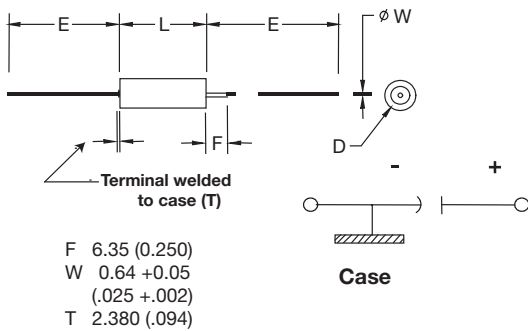 E L E ϕ W
F D
- +
Terminal welded
to case (T)
Case
F 6.35 (0.250)
W 0.64 +0.05
(.025 +.002)
T 2.380 (.094)